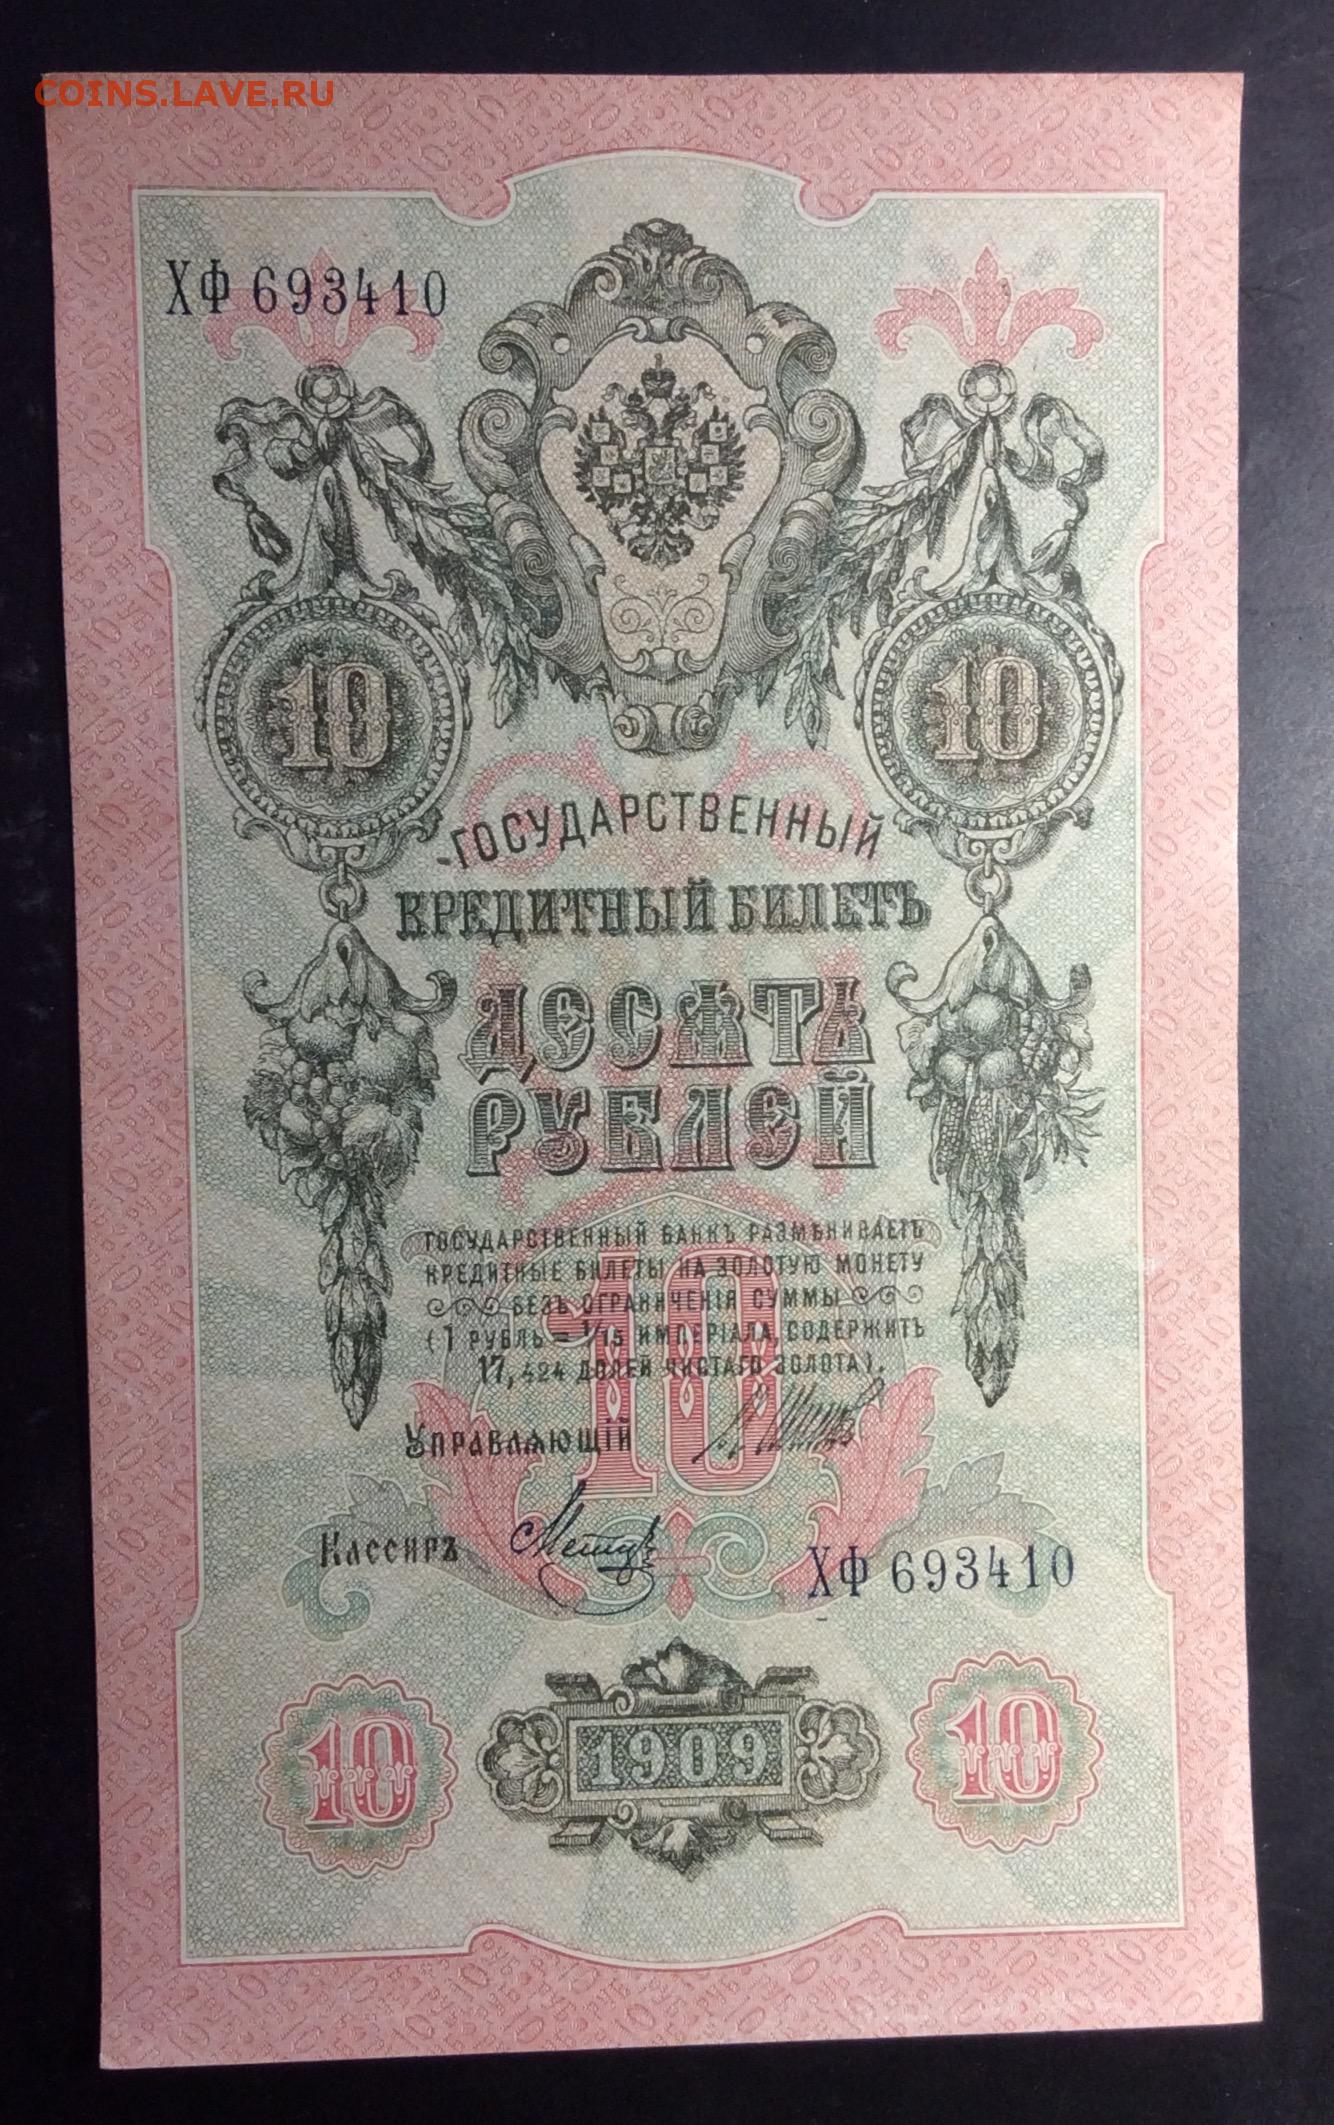 COINS.LAVE.RU
ХФ 693410
10 10
ГОСУДАРСТВЕННЫЙ
КРЕДИТНЫЙ БИЛЕТЪ
ДЕСЯТЬ
РУБЛЕЙ
ГОСУДАРСТВЕННЫЙ БАНКЪ РАЗМѢНИВАЕТЪ
КРЕДИТНЫЕ БИЛЕТЫ НА ЗОЛОТУЮ МОНЕТУ
БЕЗЪ ОГРАНИЧЕНІЯ СУММЫ
(1 РУБЛЬ = 1/15 ИМПЕРІАЛА, СОДЕРЖИТЪ
17,424 ДОЛЕЙ ЧИСТАГО ЗОЛОТА).
10
Управляющій
Кассиръ
ХФ 693410
10 1909 10